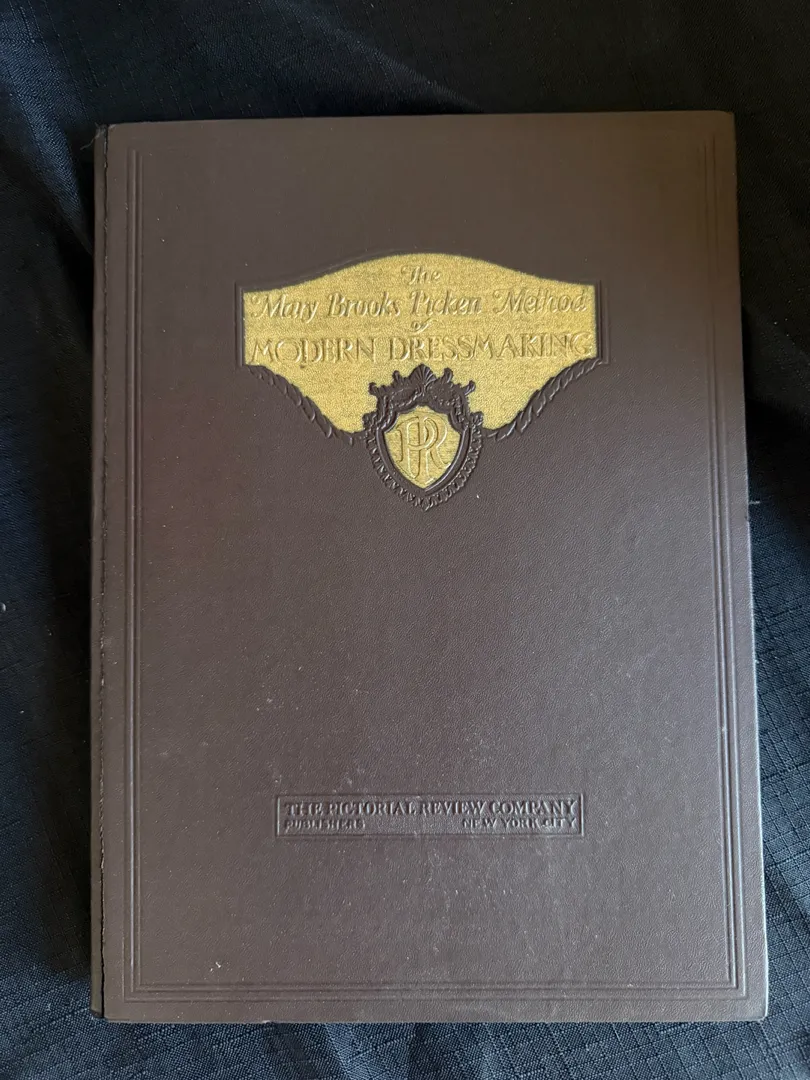 The
Mary Brooks Picken Method
of
MODERN DRESSMAKING
PR
THE PICTORIAL REVIEW COMPANY
PUBLISHERS NEW YORK CITY